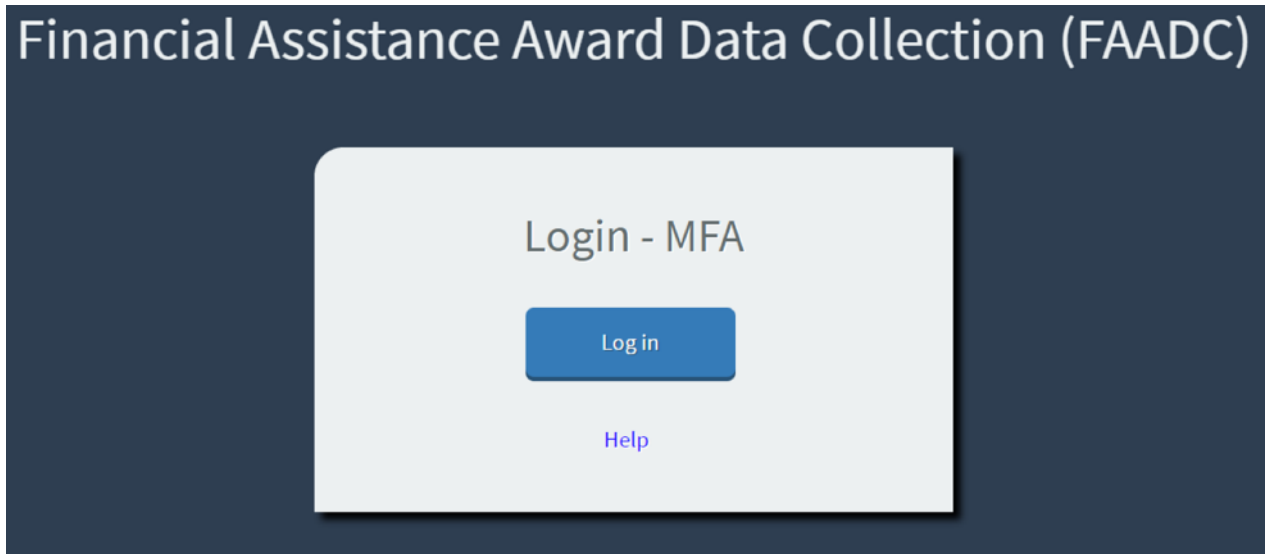 Financial Assistance Award Data Collection (FAADC)
Login - MFA
Log in
Help